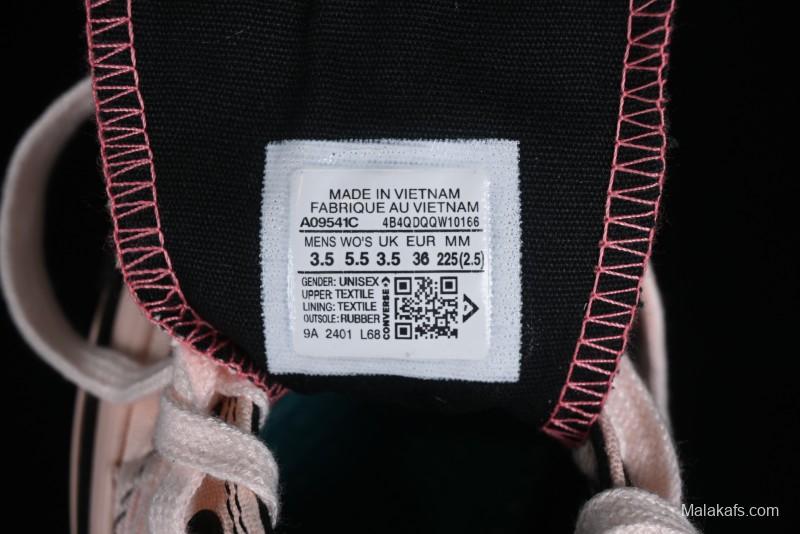 MADE IN VIETNAM
FABRIQUE AU VIETNAM
A09541C 4B4QDQQW10166
MENS WO'S UK EUR MM
3.5 5.5 3.5 36 225(2.5)
GENDER: UNISEX
UPPER: TEXTILE
LINING: TEXTILE
OUTSOLE: RUBBER
9A 2401 L68
CONVERSE
Malakafs.com